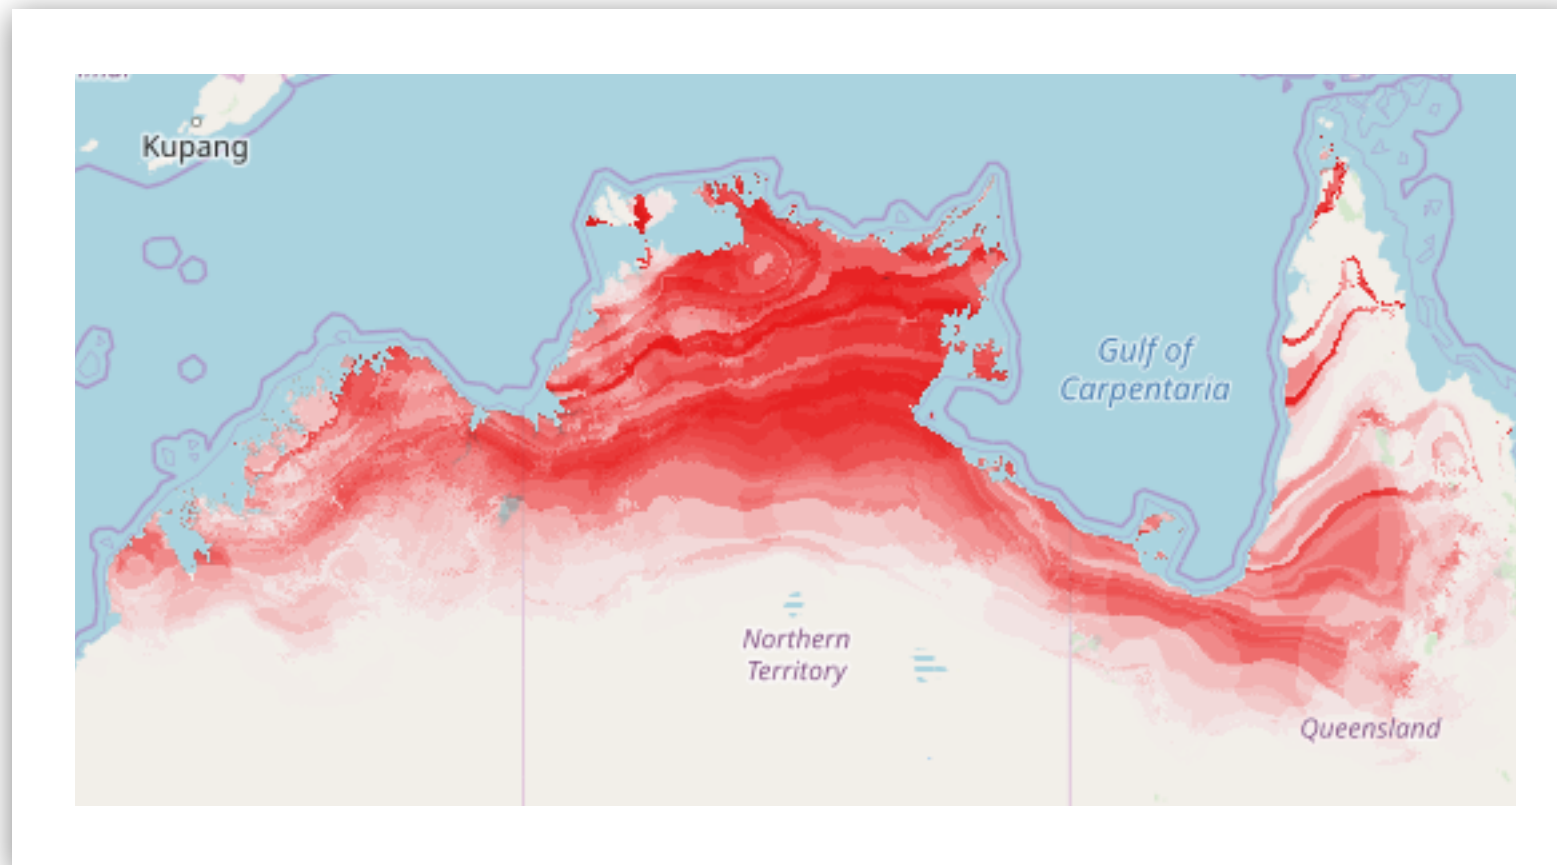 Kupang
Gulf of
Carpentaria
Northern
Territory
Queensland